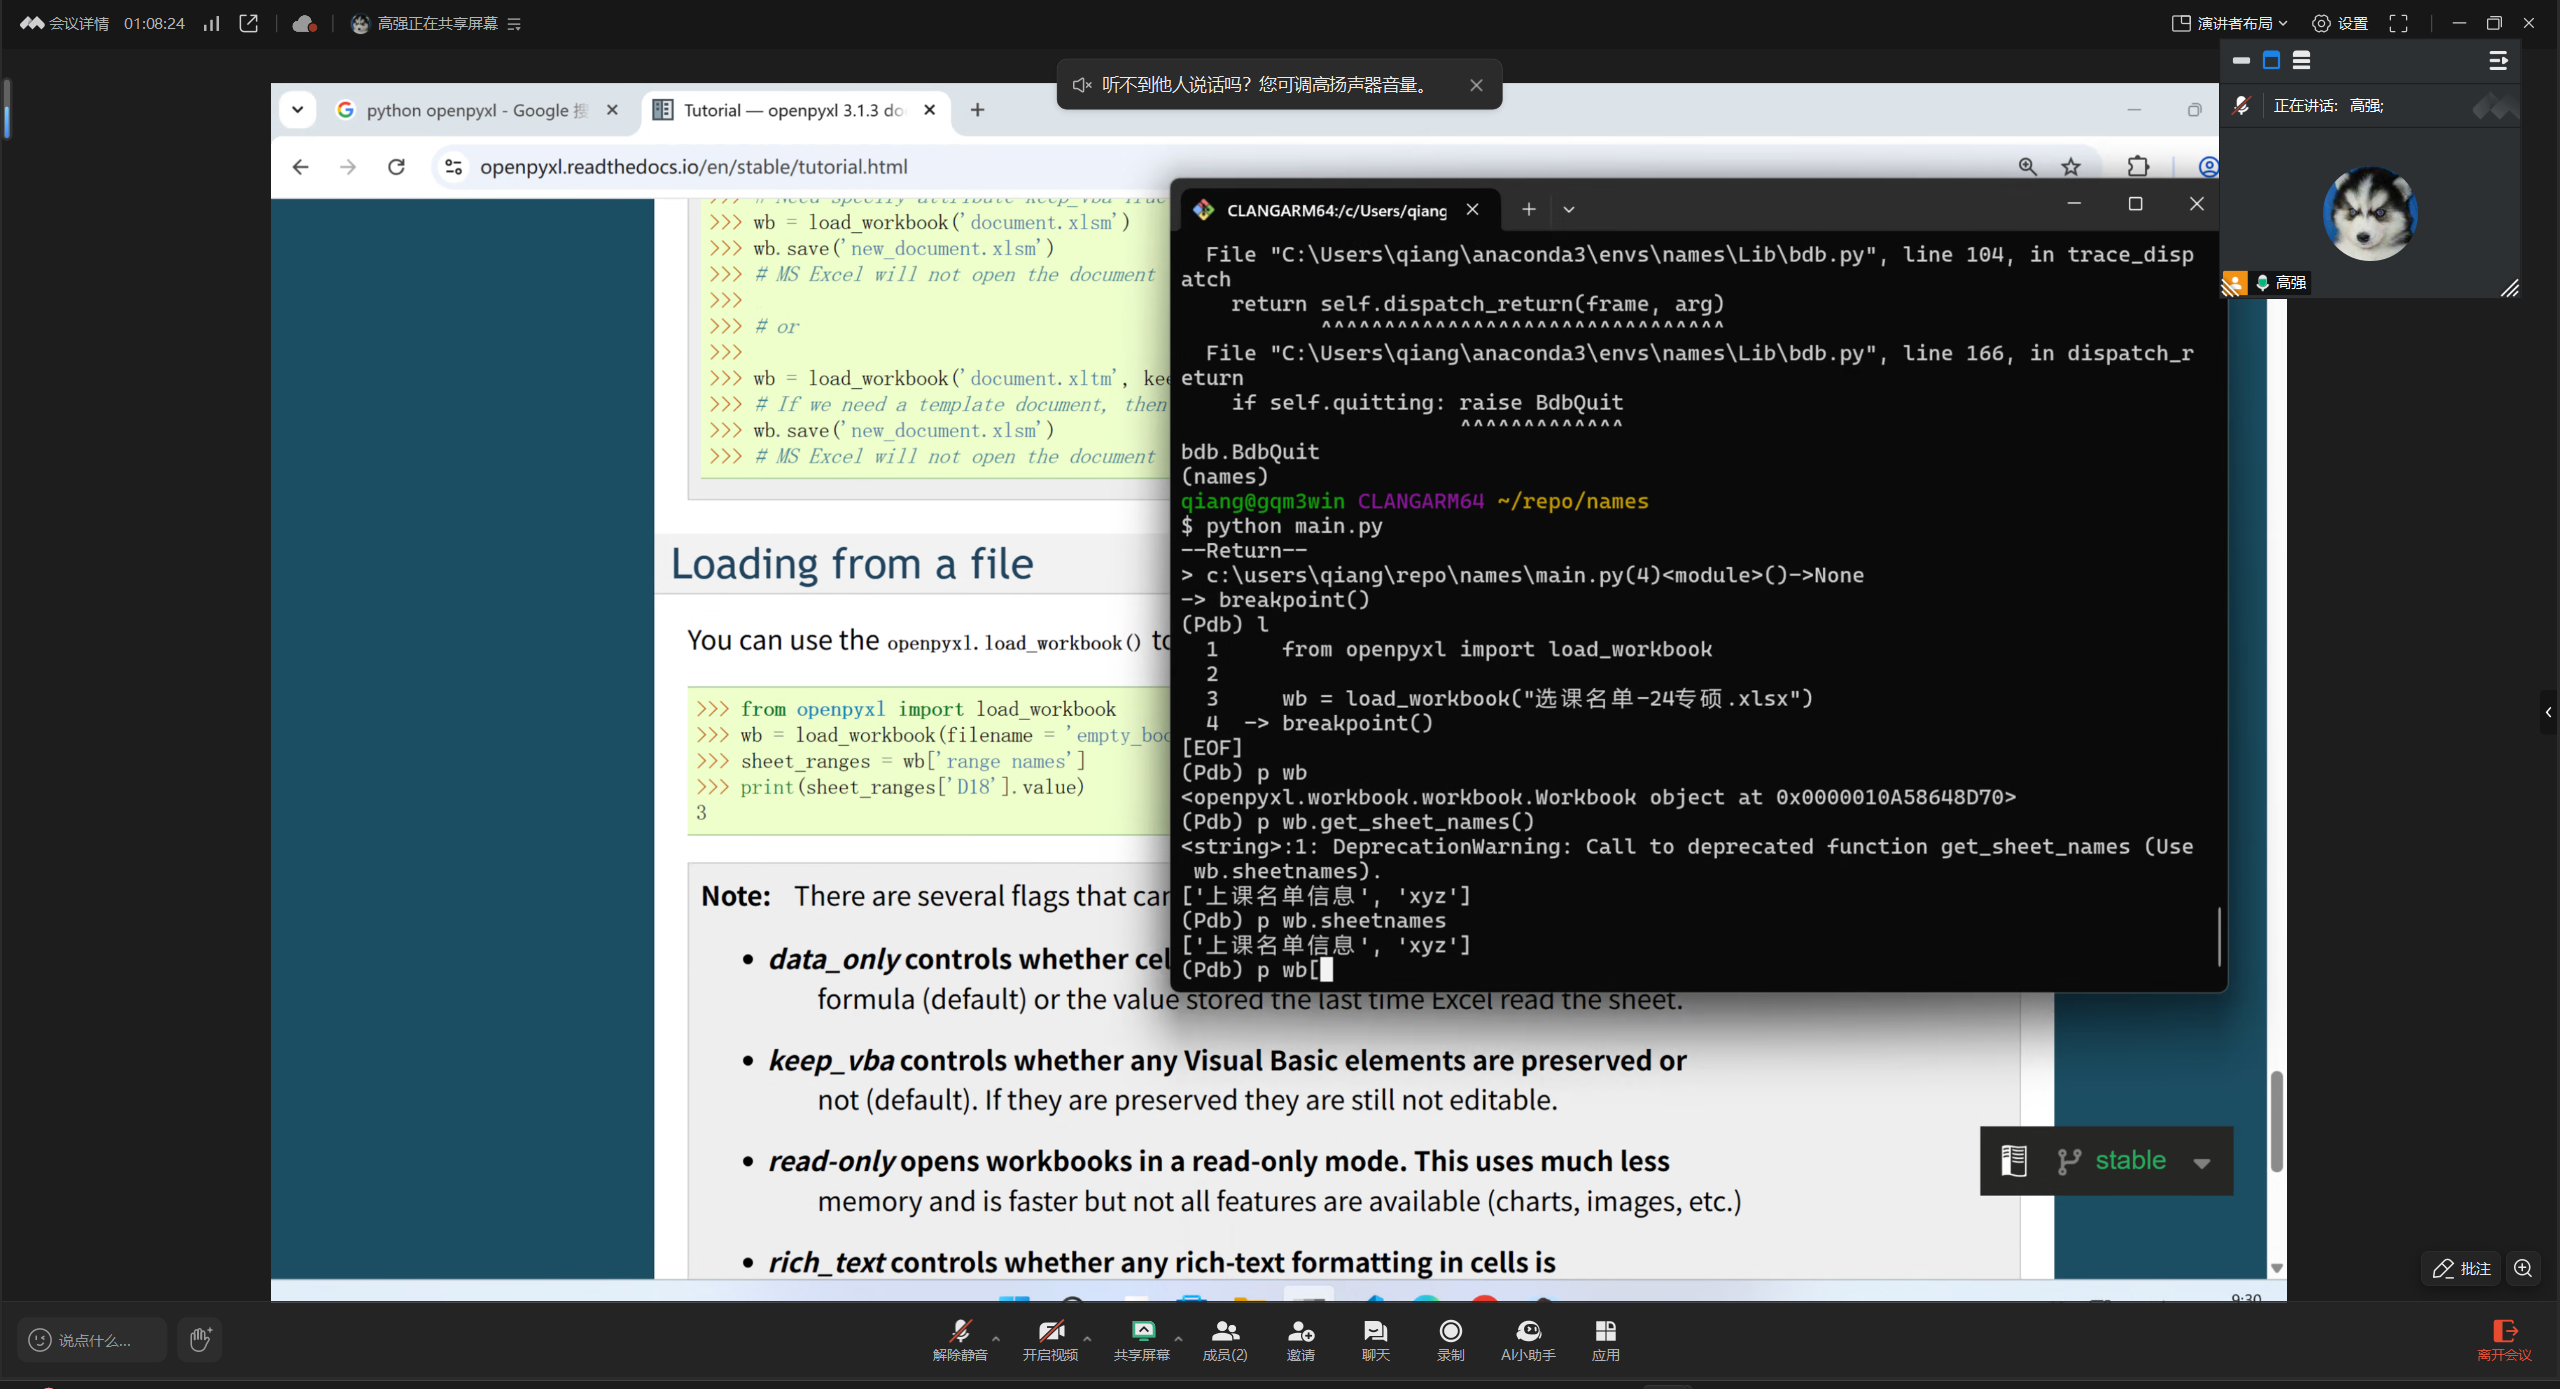 会议详情 01:08:24 高强正在共享屏幕
演讲者布局 设置
听不到他人说话吗？您可调高扬声器音量。
正在讲话: 高强;
高强
python openpyxl - Google 搜
Tutorial — openpyxl 3.1.3 do
openpyxl.readthedocs.io/en/stable/tutorial.html
>>> wb = load_workbook('document.xlsm')
>>> wb.save('new_document.xlsm')
>>> # MS Excel will not open the document
>>>
>>> # or
>>>
>>> wb = load_workbook('document.xltm', kee
>>> # If we need a template document, then
>>> wb.save('new_document.xlsm')
>>> # MS Excel will not open the document
Loading from a file
You can use the openpyxl.load_workbook() to
>>> from openpyxl import load_workbook
>>> wb = load_workbook(filename = 'empty_boo
>>> sheet_ranges = wb['range names']
>>> print(sheet_ranges['D18'].value)
3
Note: There are several flags that can
• data_only controls whether cel
formula (default) or the value stored the last time Excel read the sheet.
• keep_vba controls whether any Visual Basic elements are preserved or
not (default). If they are preserved they are still not editable.
• read-only opens workbooks in a read-only mode. This uses much less
memory and is faster but not all features are available (charts, images, etc.)
• rich_text controls whether any rich-text formatting in cells is
stable
CLANGARM64:/c/Users/qiang
File "C:\Users\qiang\anaconda3\envs\names\Lib\bdb.py", line 104, in trace_disp
atch
return self.dispatch_return(frame, arg)
^^^^^^^^^^^^^^^^^^^^^^^^^^^^^^^^
File "C:\Users\qiang\anaconda3\envs\names\Lib\bdb.py", line 166, in dispatch_r
eturn
if self.quitting: raise BdbQuit
^^^^^^^^^^^^^
bdb.BdbQuit
(names)
qiang@gqm3win CLANGARM64 ~/repo/names
$ python main.py
--Return--
> c:\users\qiang\repo\names\main.py(4)<module>()->None
-> breakpoint()
(Pdb) l
1 from openpyxl import load_workbook
2
3 wb = load_workbook("选课名单-24专硕.xlsx")
4 -> breakpoint()
[EOF]
(Pdb) p wb
<openpyxl.workbook.workbook.Workbook object at 0x0000010A58648D70>
(Pdb) p wb.get_sheet_names()
<string>:1: DeprecationWarning: Call to deprecated function get_sheet_names (Use
wb.sheetnames).
['上课名单信息', 'xyz']
(Pdb) p wb.sheetnames
['上课名单信息', 'xyz']
(Pdb) p wb[
批注
说点什么...
解除静音 开启视频 共享屏幕 成员(2) 邀请 聊天 录制 AI小助手 应用
离开会议